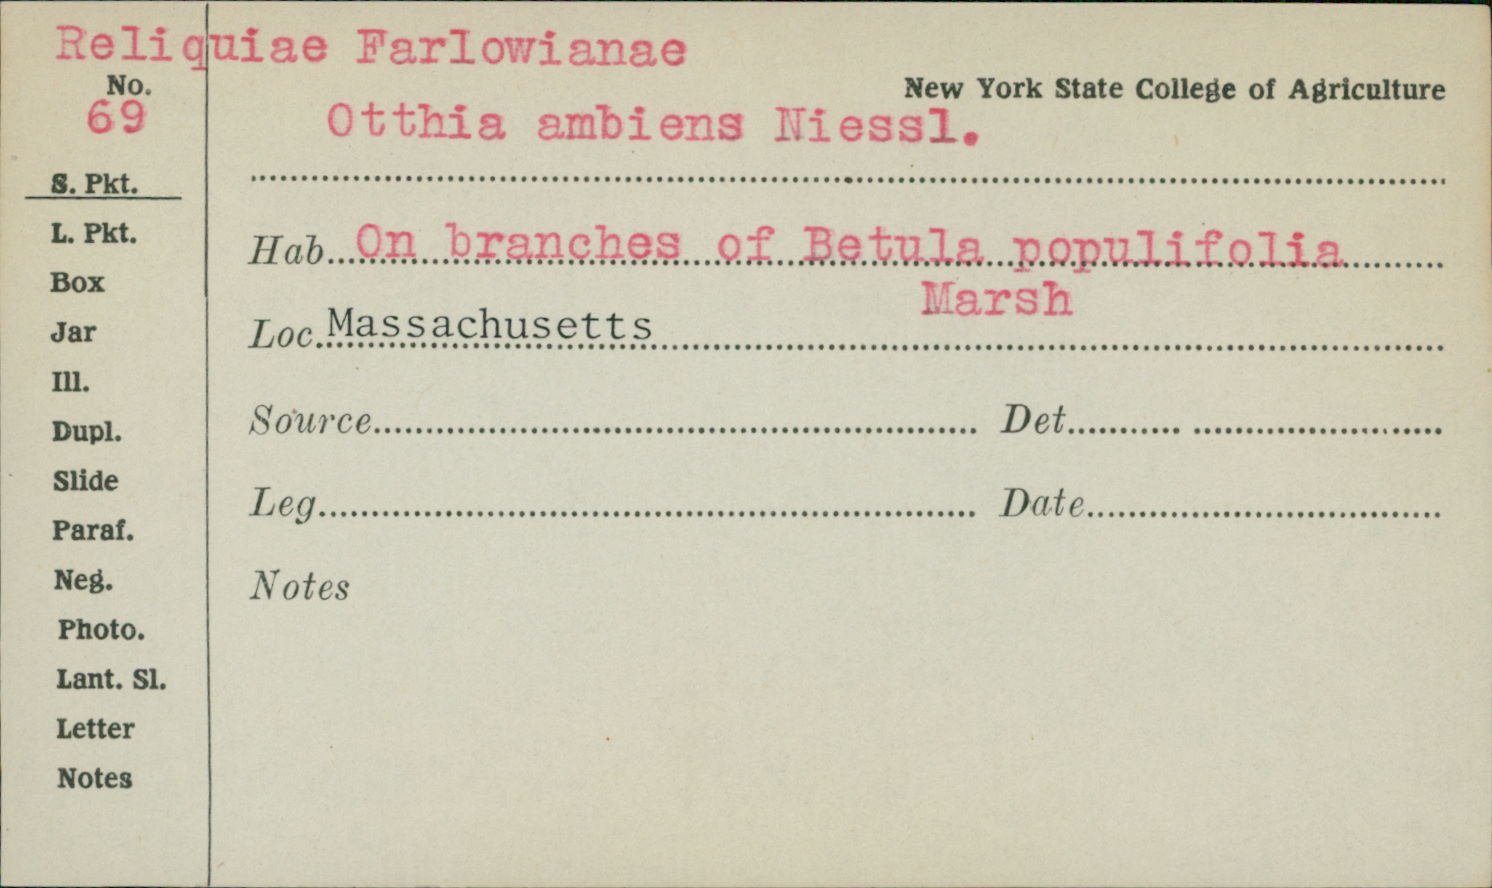 Reliquiae Farlowianae
No.
69
New York State College of Agriculture
Otthia ambiens Niessl.
S. Pkt.
L. Pkt.
Box
Jar
Ill.
Dupl.
Slide
Paraf.
Neg.
Photo.
Lant. Sl.
Letter
Notes
Hab. On branches of Betula populifolia
Marsh
Loc. Massachusetts
Source
Det.
Leg.
Date
Notes